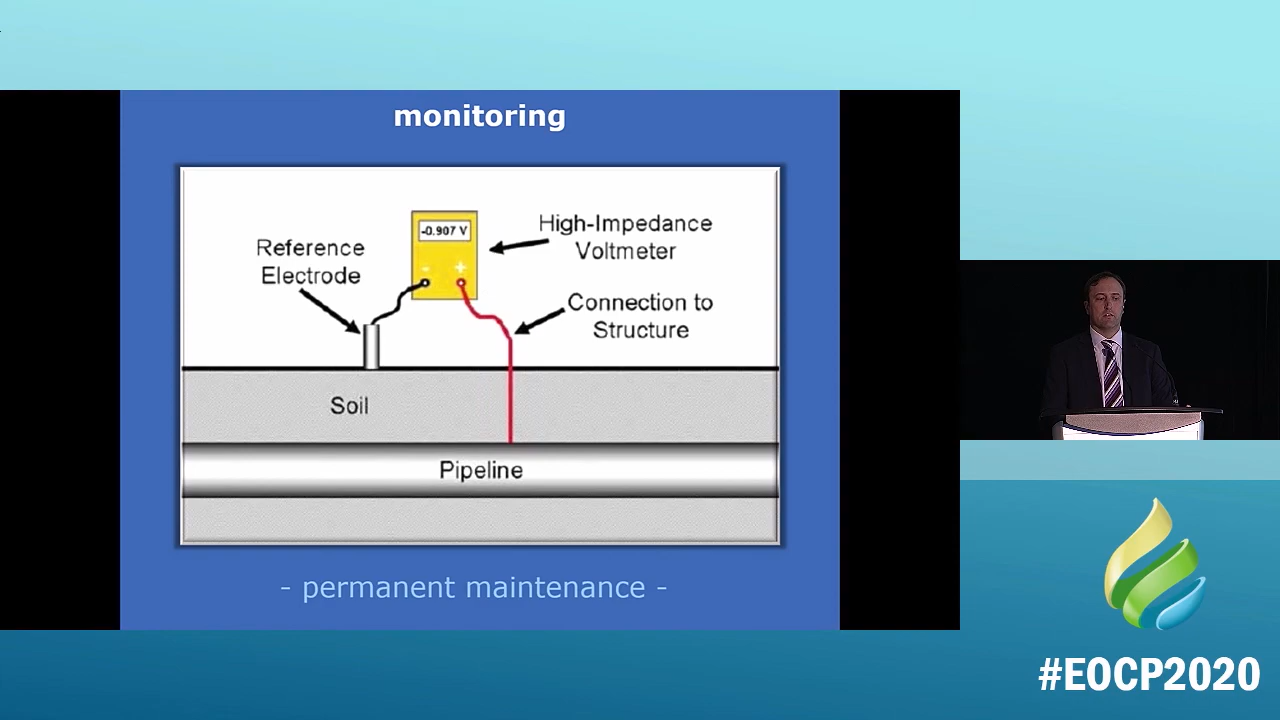 monitoring
-0.907 V
- +
High-Impedance
Voltmeter
Reference
Electrode
Connection to
Structure
Soil
Pipeline
- permanent maintenance -
#EOCP2020